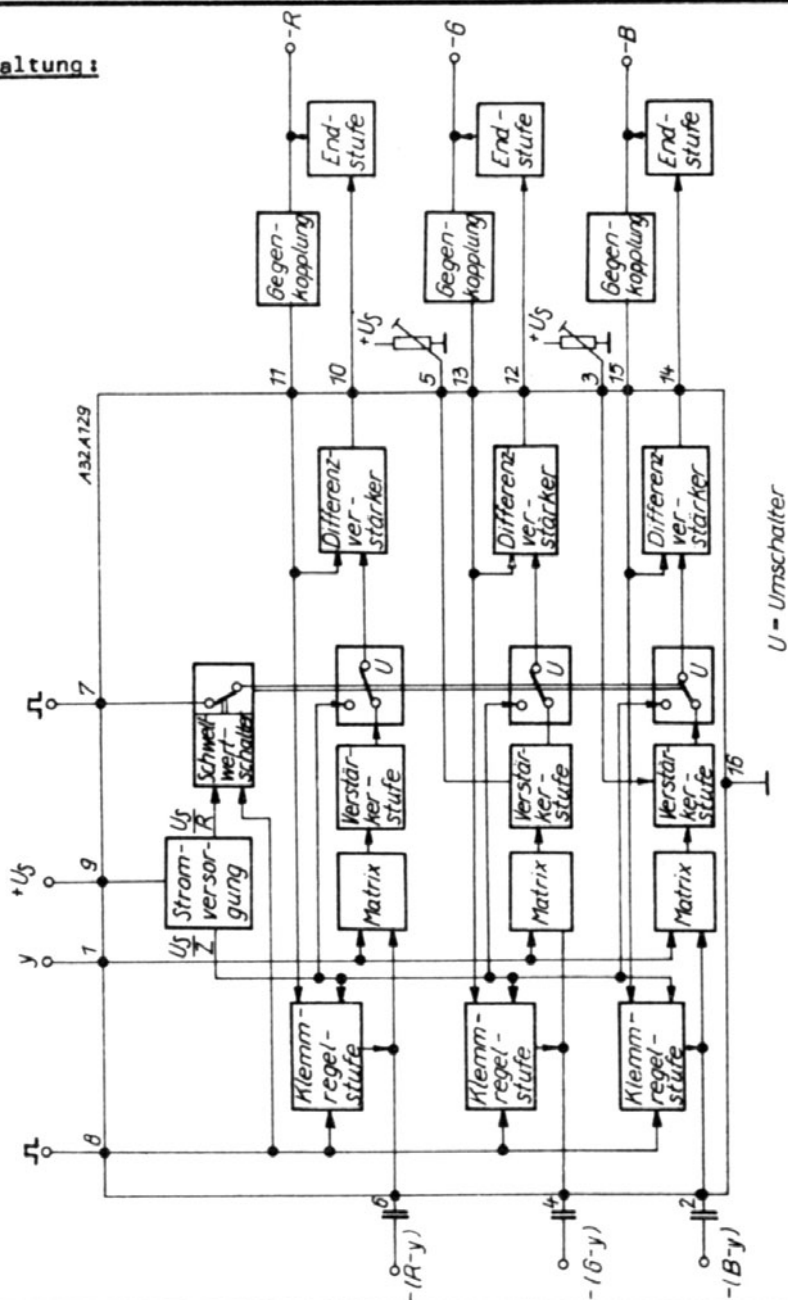 altung:
-R
-G
-B
End-
stufe
End-
stufe
End-
stufe
Gegen-
kopplung
Gegen-
kopplung
Gegen-
kopplung
+US
+US
11
10
5
13
12
3
15
14
A32A129
Differenz-
ver-
stärker
Differenz-
ver-
stärker
Differenz-
ver-
stärker
U = Umschalter
7
Schwell-
wert-
schalter
U
U
U
Verstär-
ker-
stufe
Verstär-
ker-
stufe
Verstär-
ker-
stufe
16
+US
9
US
R
Strom-
versor-
gung
US
2
Matrix
Matrix
Matrix
y
1
Klemm-
regel-
stufe
Klemm-
regel-
stufe
Klemm-
regel-
stufe
8
6
4
2
-(R-y)
-(G-y)
-(B-y)